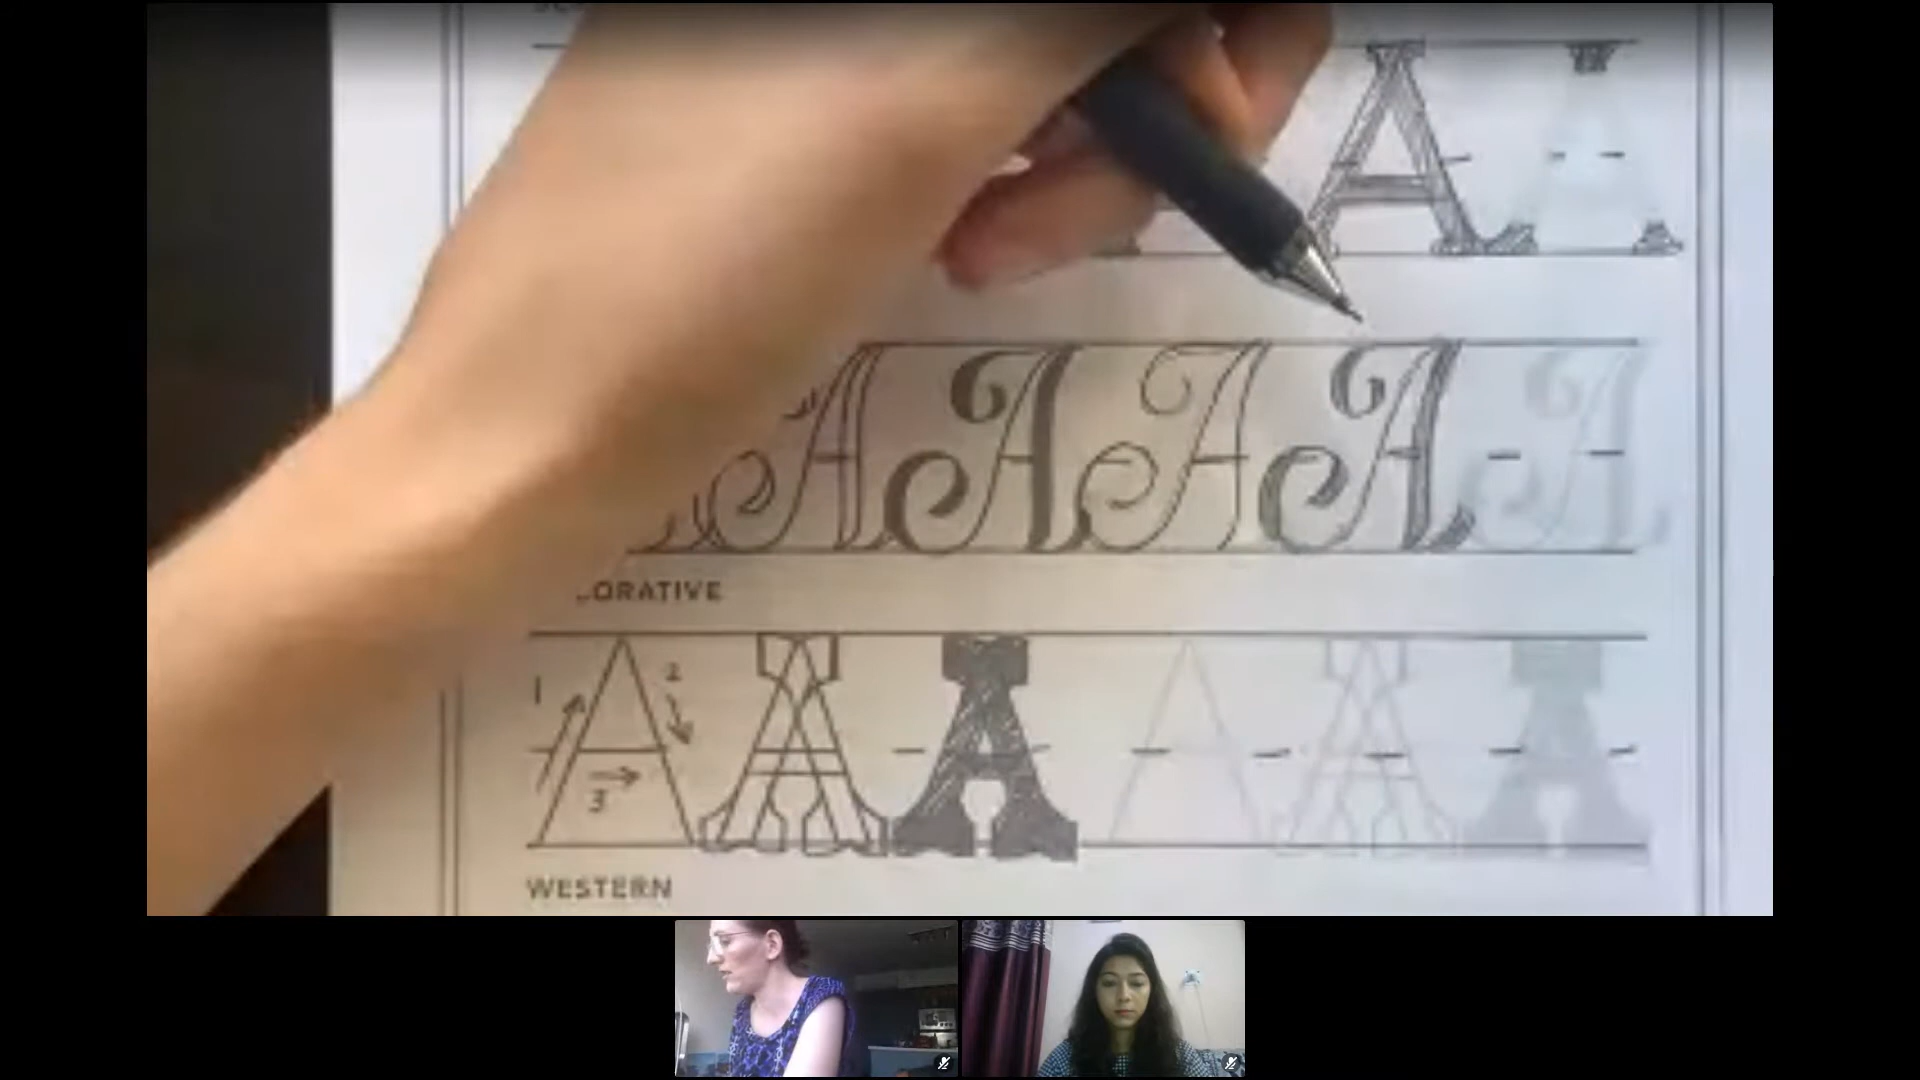 A A
A A A A A
ORATIVE
1 A 2 3 A A A A A
WESTERN